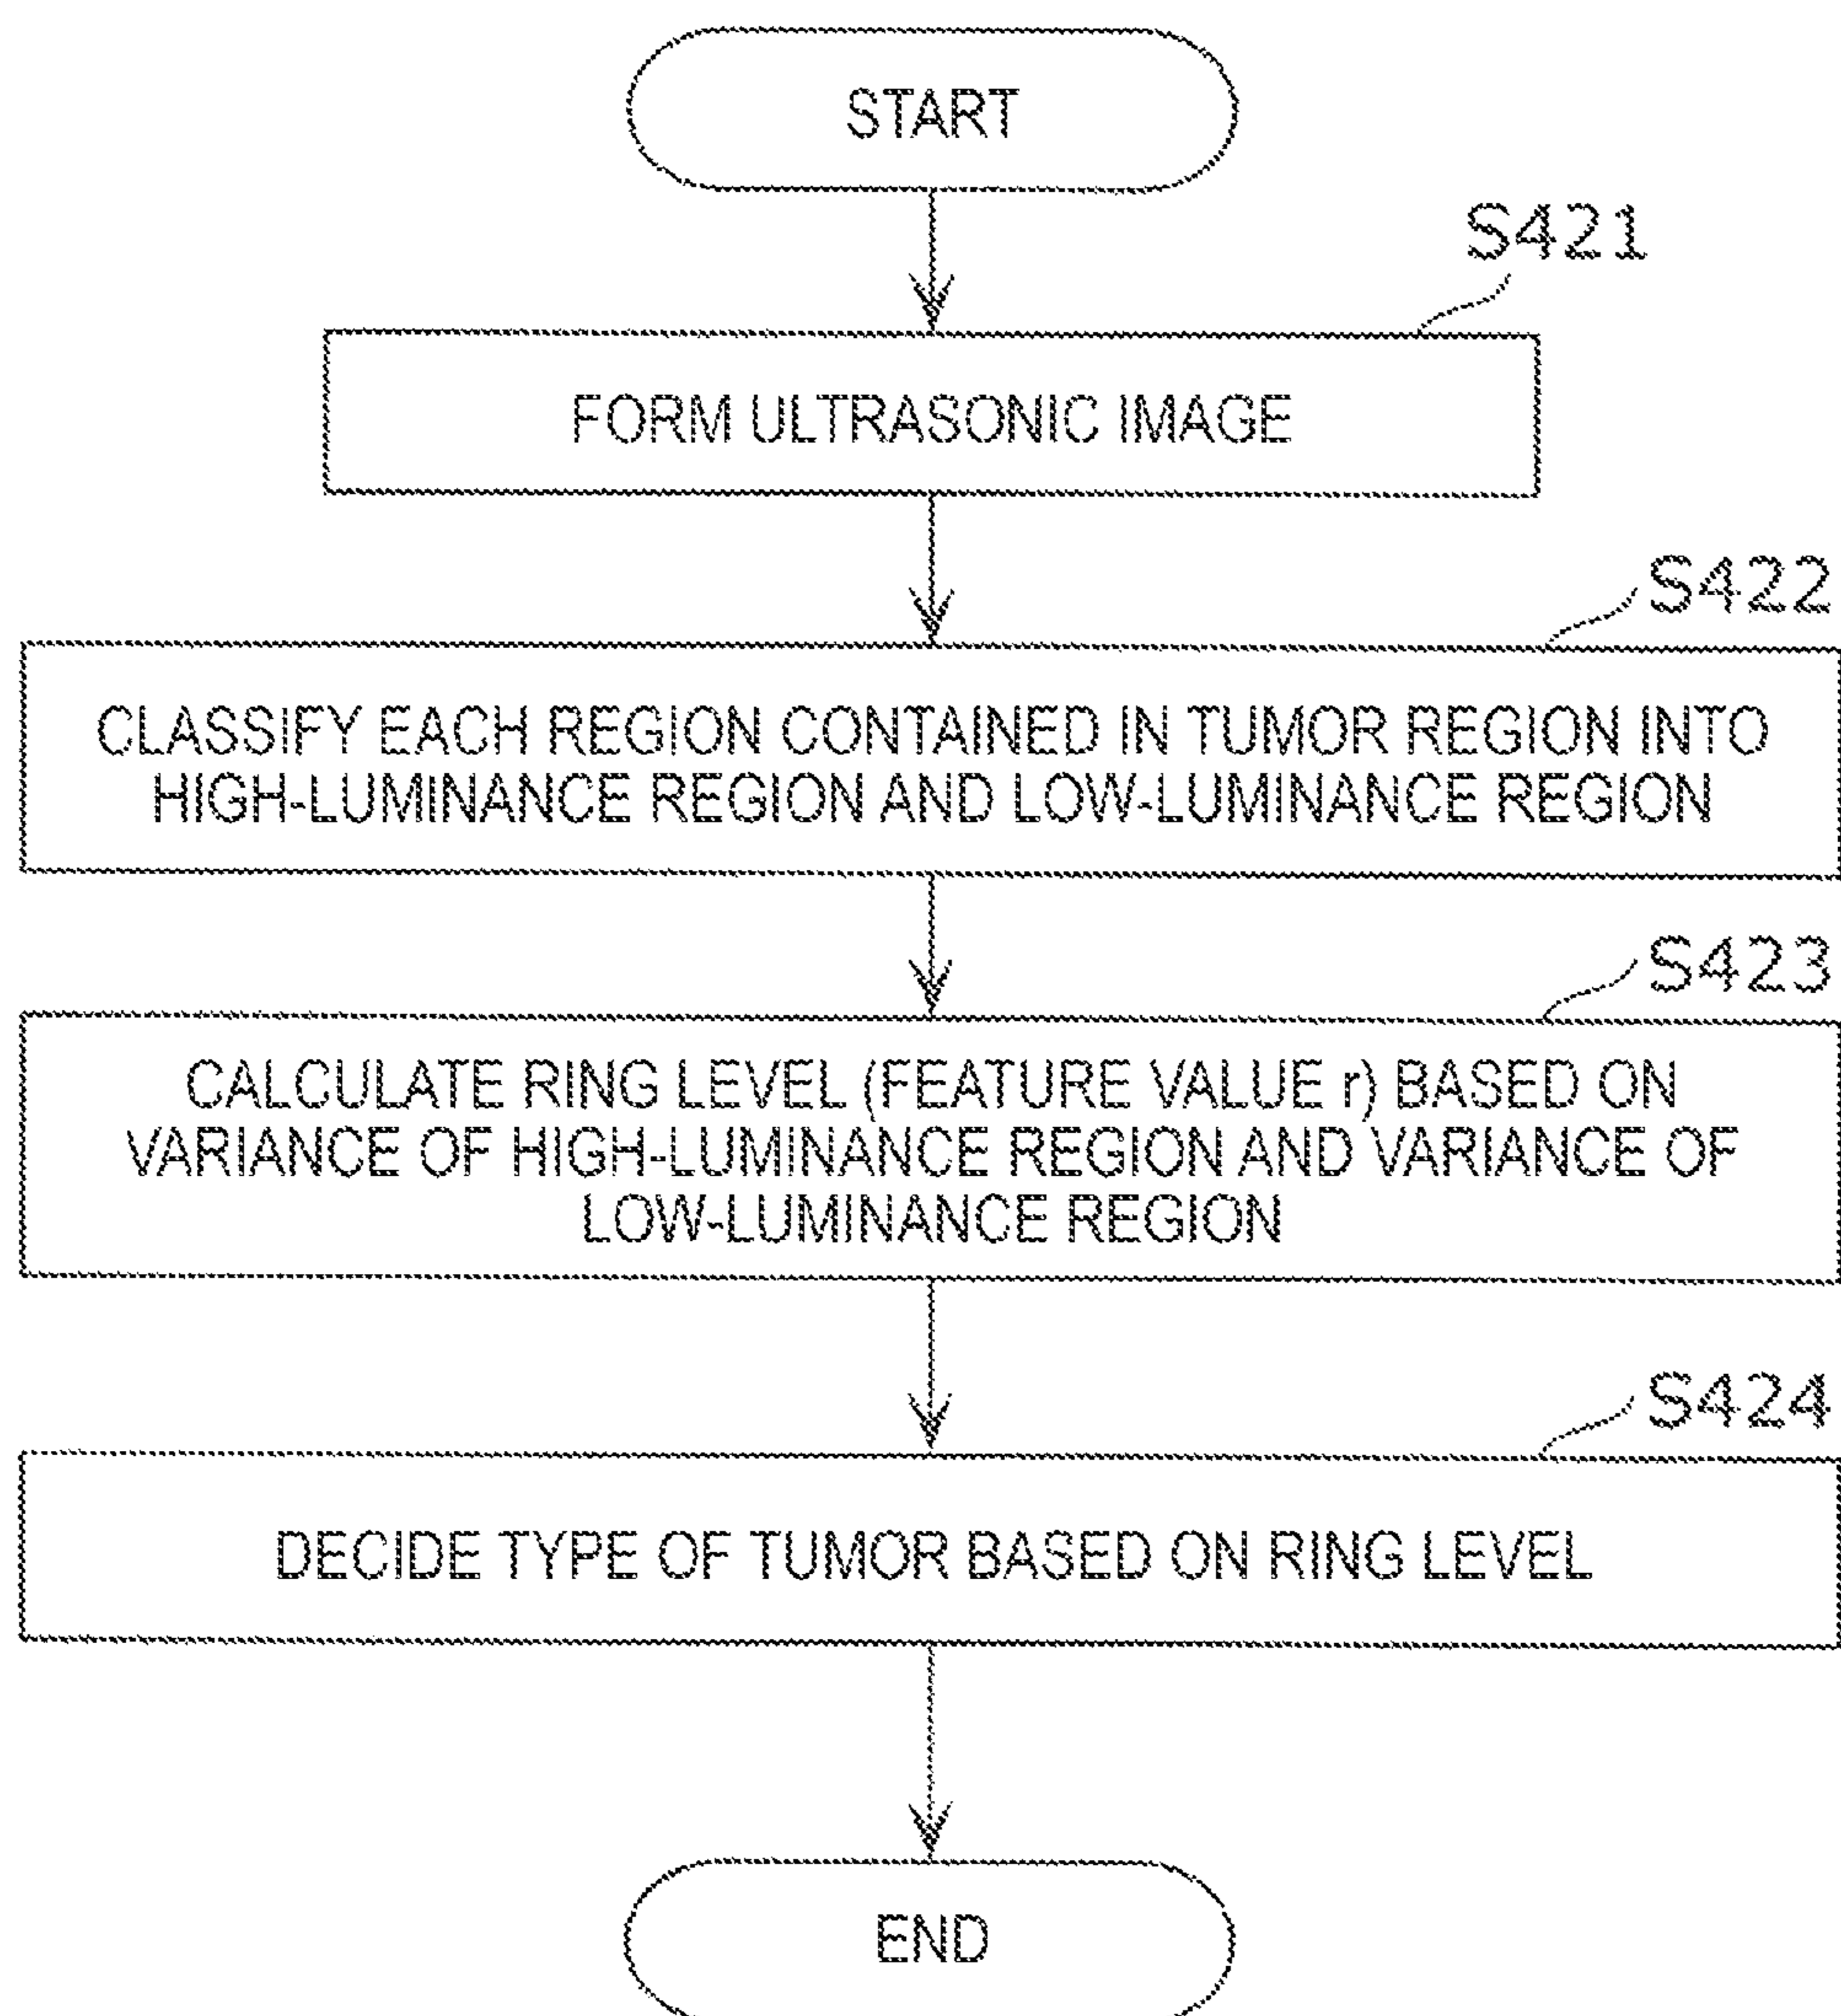 START
S421
FORM ULTRASONIC IMAGE
S422
CLASSIFY EACH REGION CONTAINED IN TUMOR REGION INTO
HIGH-LUMINANCE REGION AND LOW-LUMINANCE REGION
S423
CALCULATE RING LEVEL (FEATURE VALUE r) BASED ON
VARIANCE OF HIGH-LUMINANCE REGION AND VARIANCE OF
LOW-LUMINANCE REGION
S424
DECIDE TYPE OF TUMOR BASED ON RING LEVEL
END